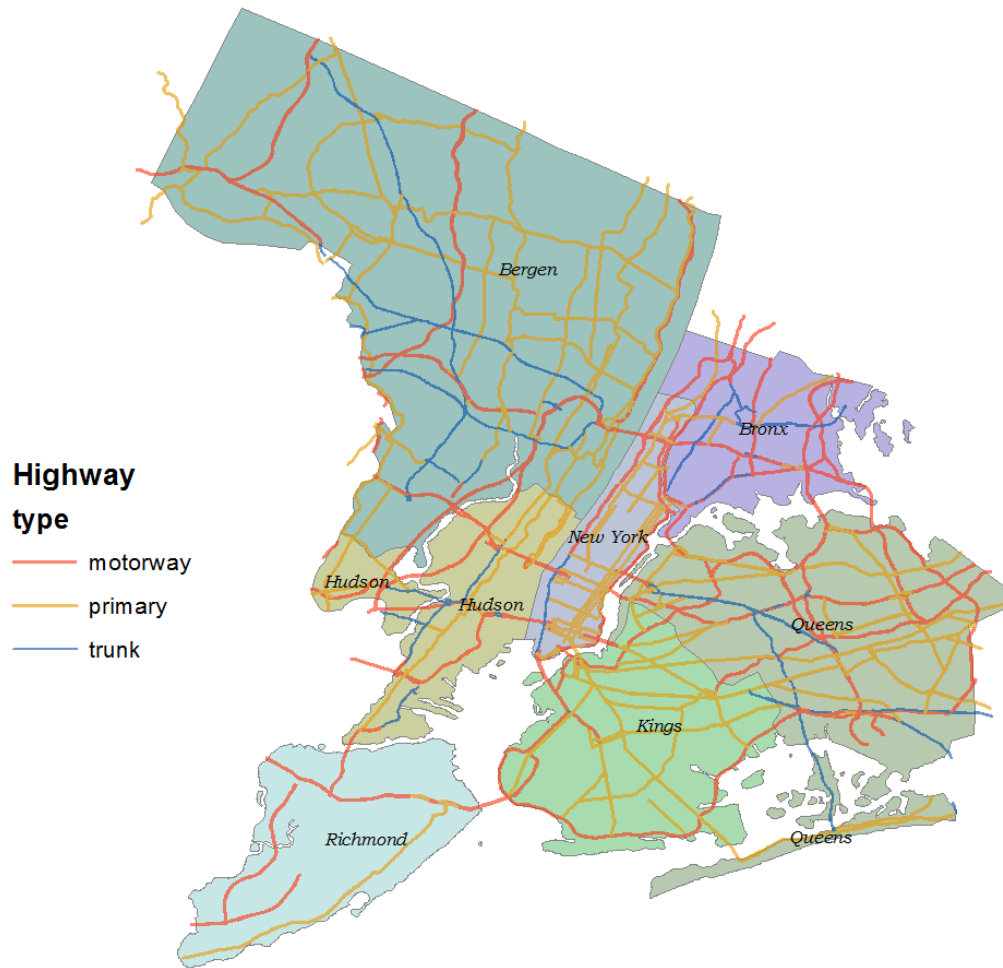 Bergen
Bronx
Highway
type
New York
motorway
Hudson
primary
Hudson
Queens
trunk
Kings
Richmond
Queens